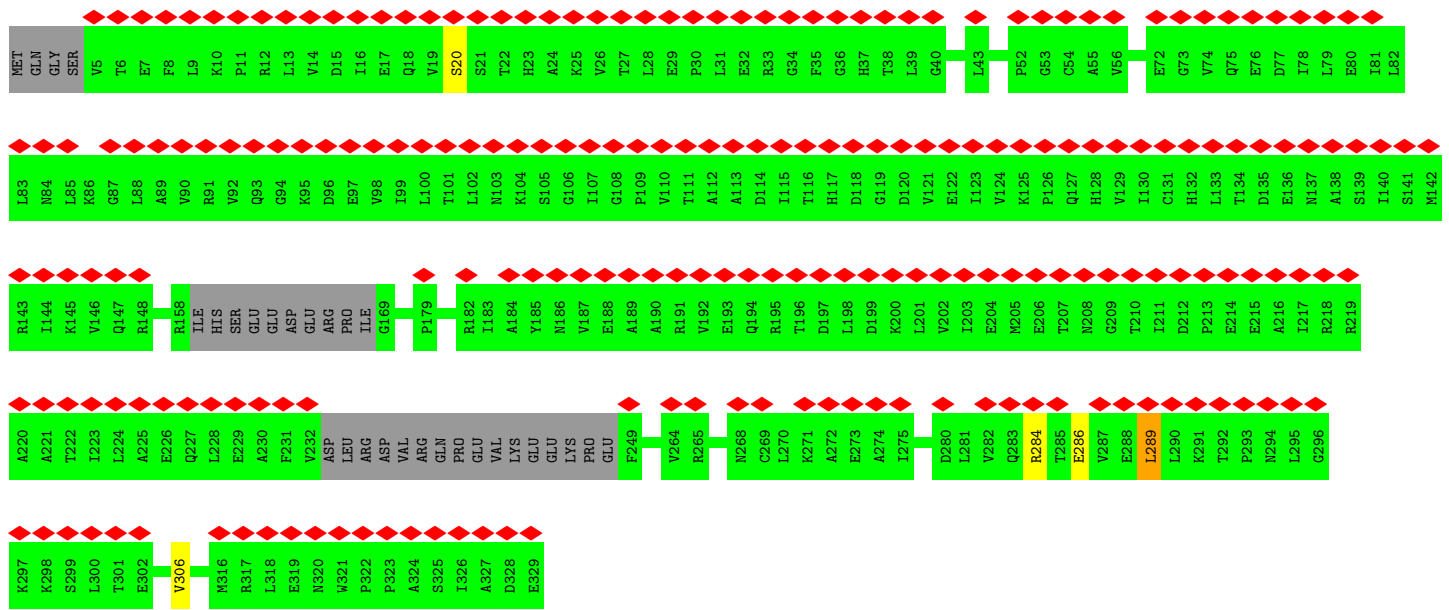 MET GLN GLY SER V5 T6 E7 F8 L9 K10 P11 R12 L13 V14 D15 I16 E17 Q18 V19 S20 S21 T22 H23 A24 K25 V26 T27 L28 E29 P30 L31 E32 R33 G34 F35 G36 H37 T38 L39 G40 L43 P52 G53 C54 A55 V56 E72 G73 V74 Q75 E76 D77 I78 L79 E80 I81 L82
L83 N84 L85 K86 G87 L88 A89 V90 R91 V92 Q93 G94 K95 D96 E97 V98 I99 L100 T101 L102 N103 K104 S105 G106 I107 G108 P109 V110 T111 A112 A113 D114 I115 T116 H117 D118 G119 D120 V121 E122 I123 V124 K125 P126 Q127 H128 V129 I130 C131 H132 L133 T134 D135 E136 N137 A138 S139 I140 S141 M142
R143 I144 K145 V146 Q147 R148 R158 ILE HIS SER GLU GLU ASP GLU ARG PRO ILE G169 P179 R182 I183 A184 Y185 N186 V187 E188 A189 A190 R191 V192 E193 Q194 R195 T196 D197 L198 D199 K200 L201 V202 I203 E204 M205 E206 T207 N208 G209 T210 I211 D212 P213 E214 E215 A216 I217 R218 R219
A220 A221 T222 I223 L224 A225 E226 Q227 L228 E229 A230 F231 V232 ASP LEU ARG ASP VAL ARG GLN PRO GLU VAL LYS GLU GLU LYS PRO GLU F249 V264 R265 N268 C269 L270 K271 A272 E273 A274 I275 D280 L281 V282 Q283 R284 T285 E286 V287 E288 L289 L290 K291 T292 P293 N294 L295 G296
K297 K298 S299 L300 T301 E302 V306 M316 R317 L318 E319 N320 W321 P322 P323 A324 S325 I326 A327 D328 E329